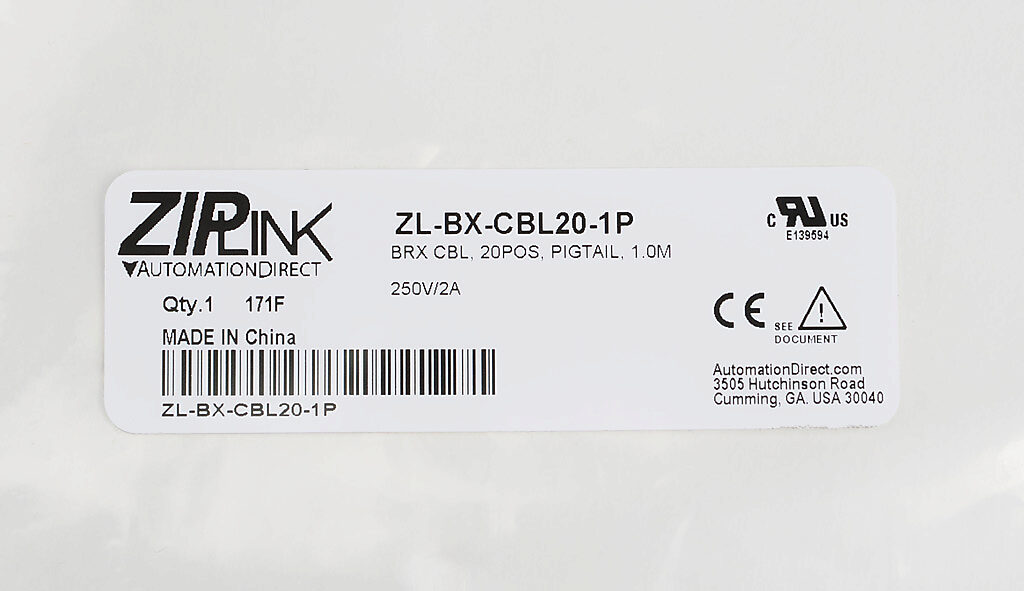 ZIPLINK
AUTOMATIONDIRECT
Qty.1 171F
MADE IN China
ZL-BX-CBL20-1P
ZL-BX-CBL20-1P
BRX CBL, 20POS, PIGTAIL, 1.0M
250V/2A
C RU US
E139594
CE
SEE !
DOCUMENT
AutomationDirect.com
3505 Hutchinson Road
Cumming, GA. USA 30040